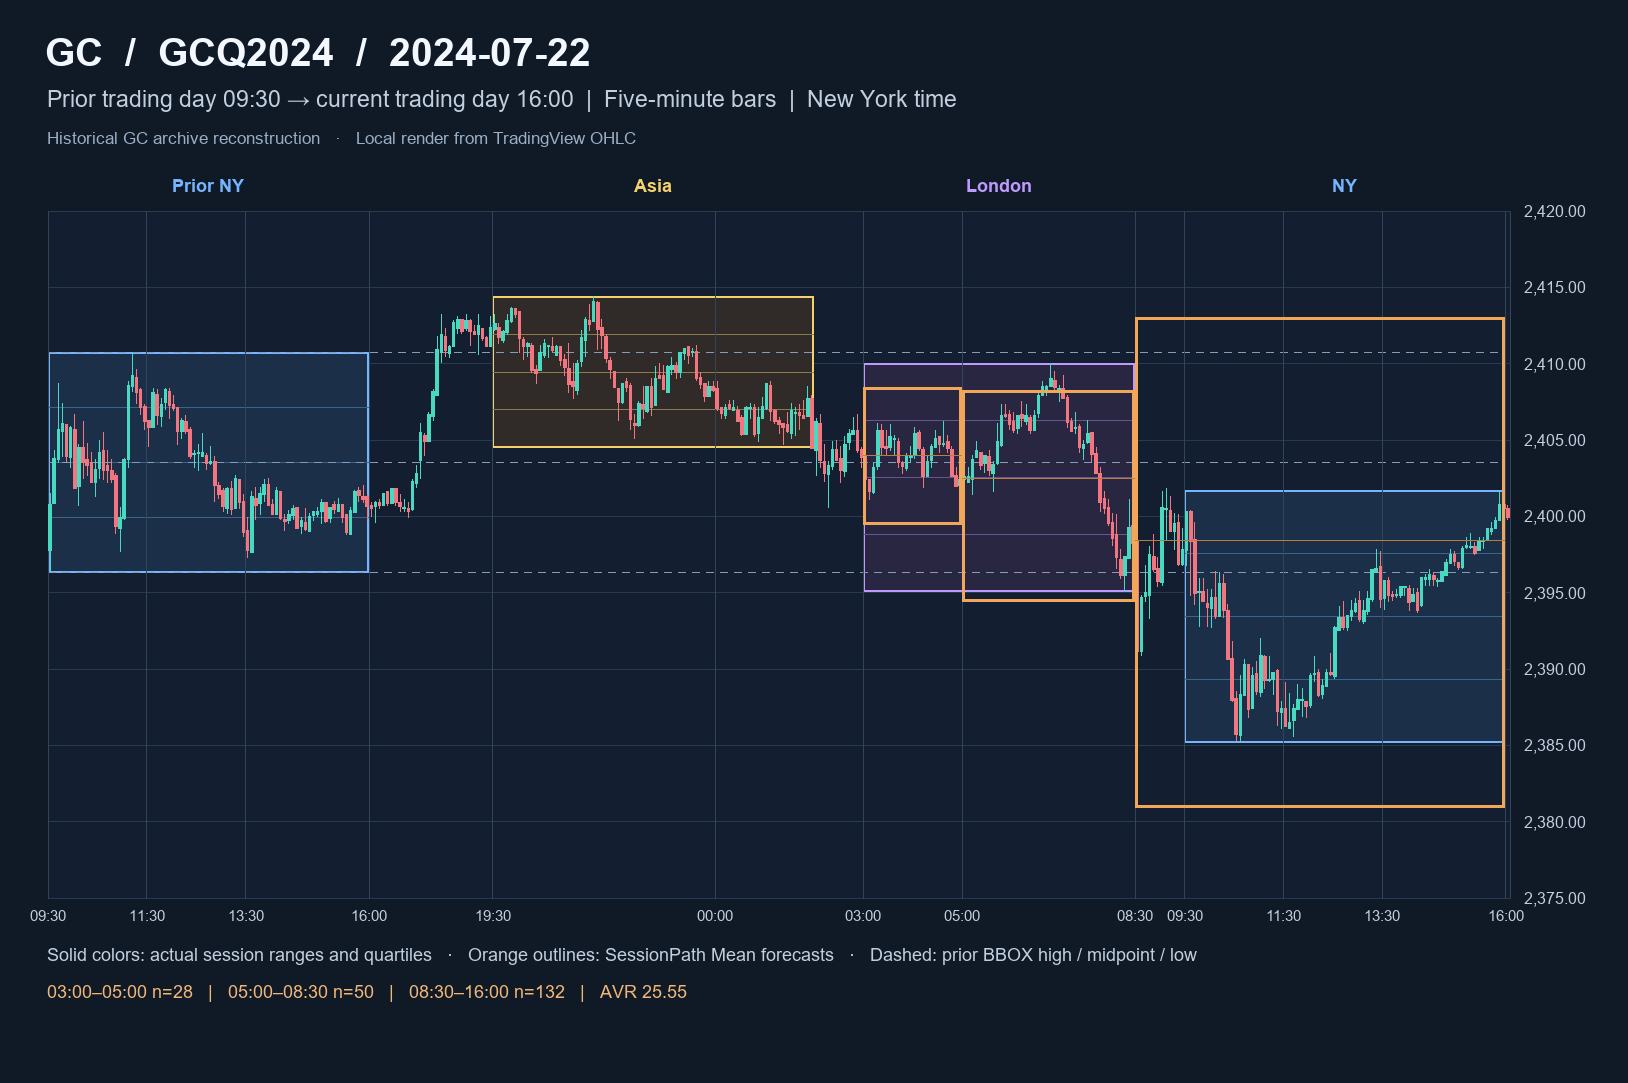 GC / GCQ2024 / 2024-07-22
Prior trading day 09:30 → current trading day 16:00 | Five-minute bars | New York time
Historical GC archive reconstruction · Local render from TradingView OHLC
Prior NY Asia London NY
2,420.00
2,415.00
2,410.00
2,405.00
2,400.00
2,395.00
2,390.00
2,385.00
2,380.00
2,375.00
09:30 11:30 13:30 16:00 19:30 00:00 03:00 05:00 08:30 09:30 11:30 13:30 16:00
Solid colors: actual session ranges and quartiles · Orange outlines: SessionPath Mean forecasts · Dashed: prior BBOX high / midpoint / low
03:00–05:00 n=28 | 05:00–08:30 n=50 | 08:30–16:00 n=132 | AVR 25.55